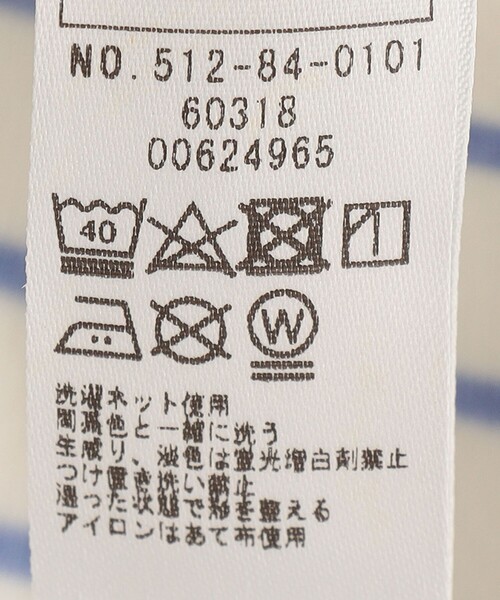 NO.512-84-0101
60318
00624965
40
W
洗濯ネット使用
同系色と一緒に洗う
生成り、淡色は蛍光増白剤禁止
つけ置き洗い禁止
湿った状態で形を整える
アイロンはあて布使用